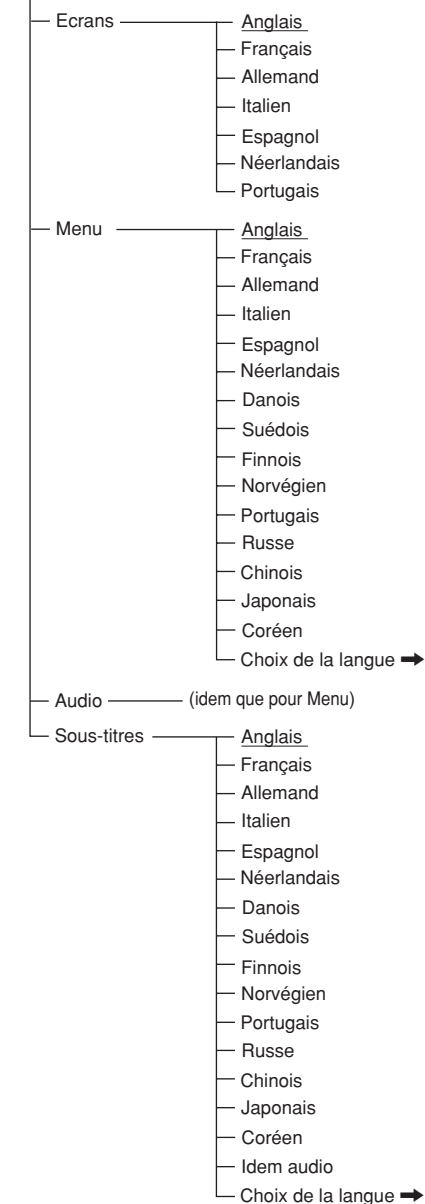 Ecrans
Anglais
Français
Allemand
Italien
Espagnol
Néerlandais
Portugais
Menu
Anglais
Français
Allemand
Italien
Espagnol
Néerlandais
Danois
Suédois
Finnois
Norvégien
Portugais
Russe
Chinois
Japonais
Coréen
Choix de la langue ➡
Audio (idem que pour Menu)
Sous-titres
Anglais
Français
Allemand
Italien
Espagnol
Néerlandais
Danois
Suédois
Finnois
Norvégien
Portugais
Russe
Chinois
Japonais
Coréen
Idem audio
Choix de la langue ➡